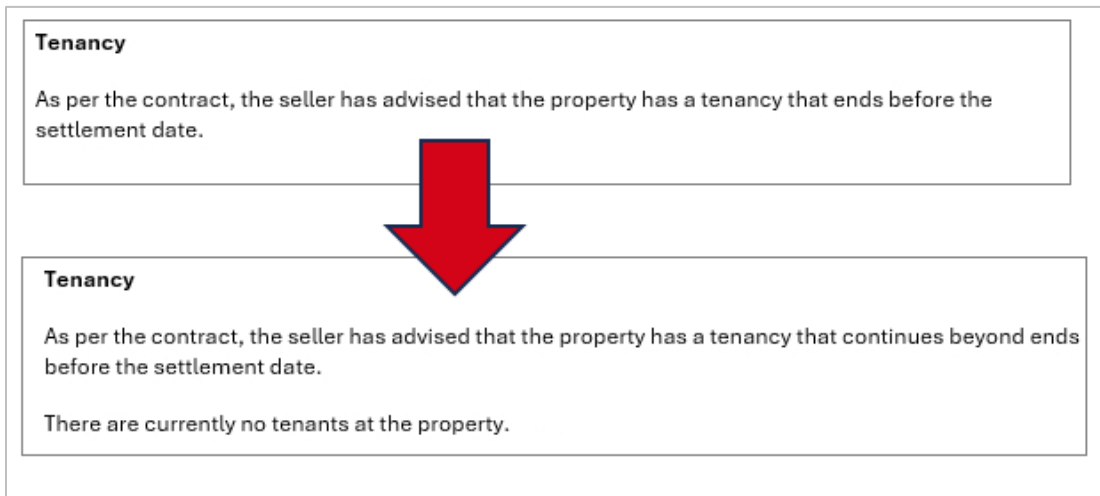 Tenancy
As per the contract, the seller has advised that the property has a tenancy that ends before the
settlement date.
Tenancy
As per the contract, the seller has advised that the property has a tenancy that continues beyond ends
before the settlement date.
There are currently no tenants at the property.